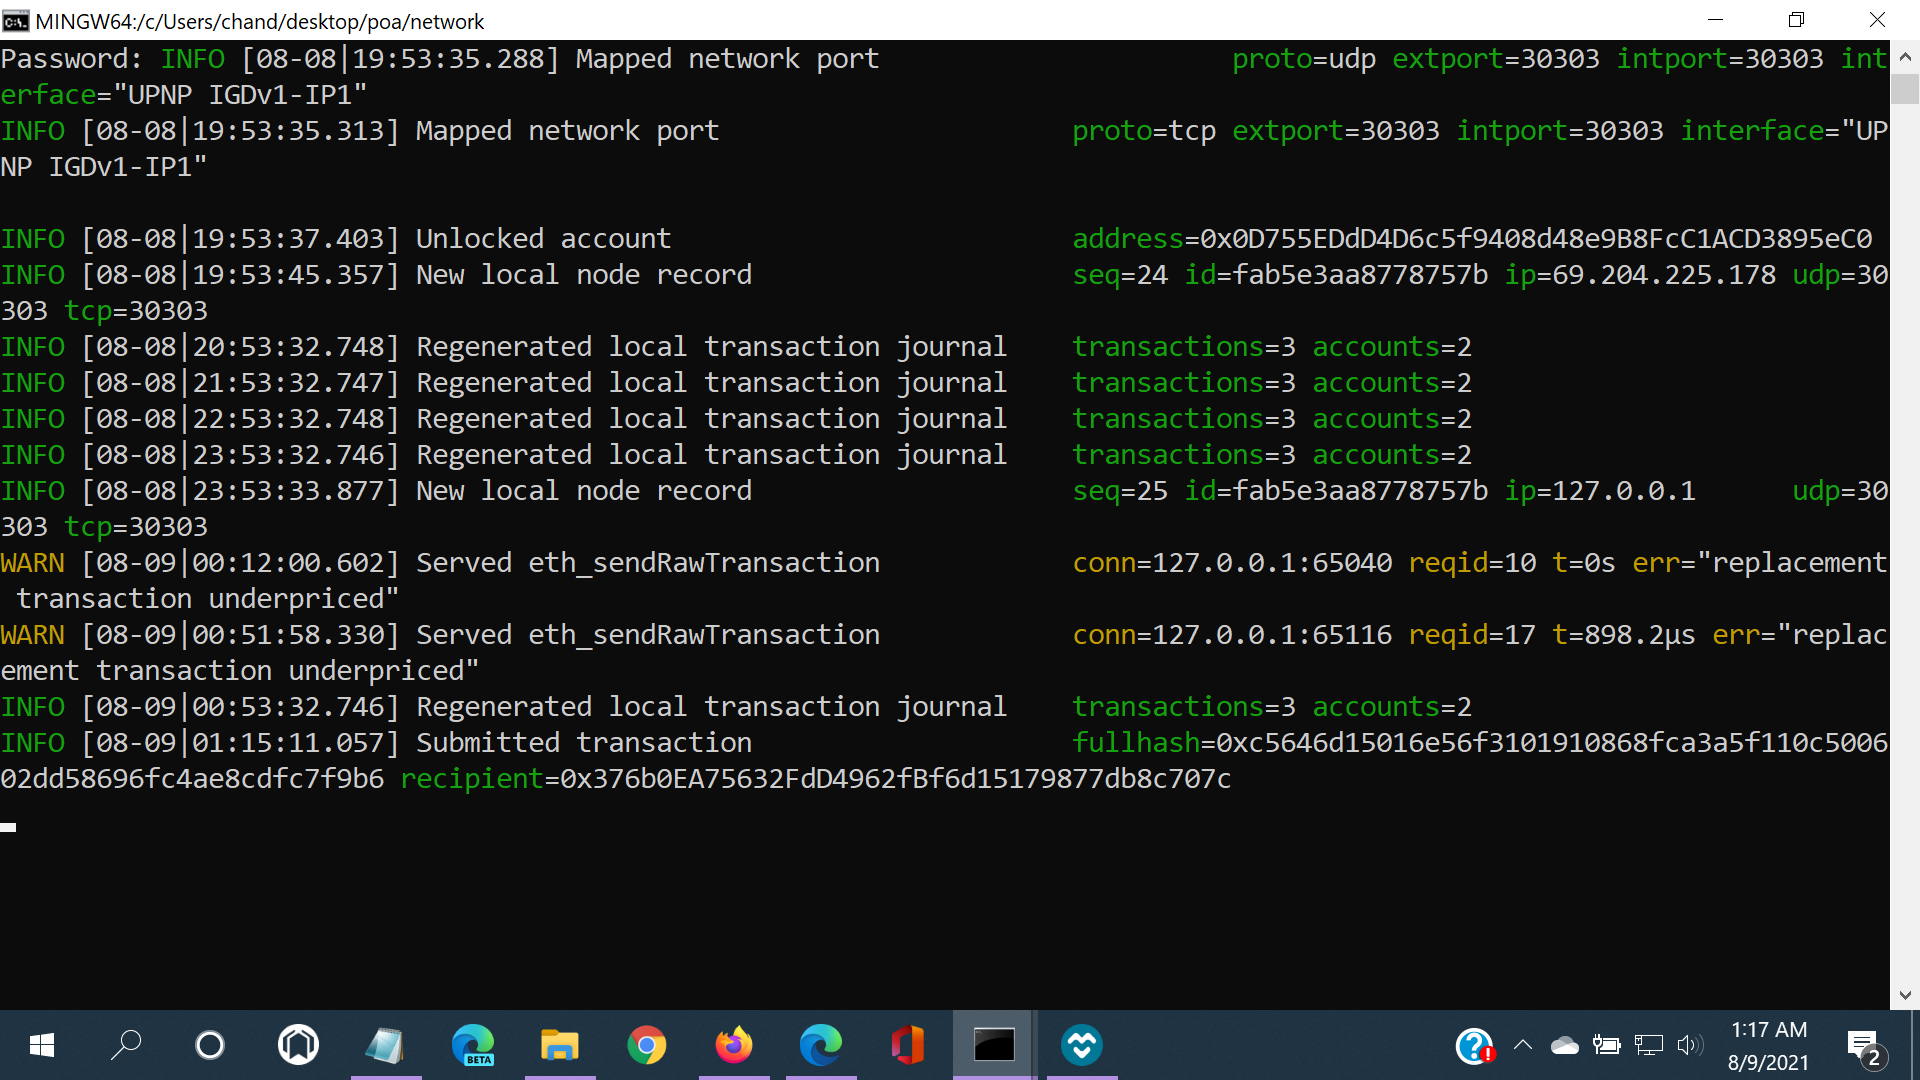 MINGW64:/c/Users/chand/desktop/poa/network
Password: INFO [08-08|19:53:35.288] Mapped network port proto=udp extport=30303 intport=30303 int
erface="UPNP IGDv1-IP1"
INFO [08-08|19:53:35.313] Mapped network port proto=tcp extport=30303 intport=30303 interface="UP
NP IGDv1-IP1"
INFO [08-08|19:53:37.403] Unlocked account address=0x0D755EDdD4D6c5f9408d48e9B8FcC1ACD3895eC0
INFO [08-08|19:53:45.357] New local node record seq=24 id=fab5e3aa8778757b ip=69.204.225.178 udp=30
303 tcp=30303
INFO [08-08|20:53:32.748] Regenerated local transaction journal transactions=3 accounts=2
INFO [08-08|21:53:32.747] Regenerated local transaction journal transactions=3 accounts=2
INFO [08-08|22:53:32.748] Regenerated local transaction journal transactions=3 accounts=2
INFO [08-08|23:53:32.746] Regenerated local transaction journal transactions=3 accounts=2
INFO [08-08|23:53:33.877] New local node record seq=25 id=fab5e3aa8778757b ip=127.0.0.1 udp=30
303 tcp=30303
WARN [08-09|00:12:00.602] Served eth_sendRawTransaction conn=127.0.0.1:65040 reqid=10 t=0s err="replacement
transaction underpriced"
WARN [08-09|00:51:58.330] Served eth_sendRawTransaction conn=127.0.0.1:65116 reqid=17 t=898.2µs err="replac
ement transaction underpriced"
INFO [08-09|00:53:32.746] Regenerated local transaction journal transactions=3 accounts=2
INFO [08-09|01:15:11.057] Submitted transaction fullhash=0xc5646d15016e56f3101910868fca3a5f110c5006
02dd58696fc4ae8cdfc7f9b6 recipient=0x376b0EA75632FdD4962fBf6d15179877db8c707c
BETA
1:17 AM
8/9/2021
2